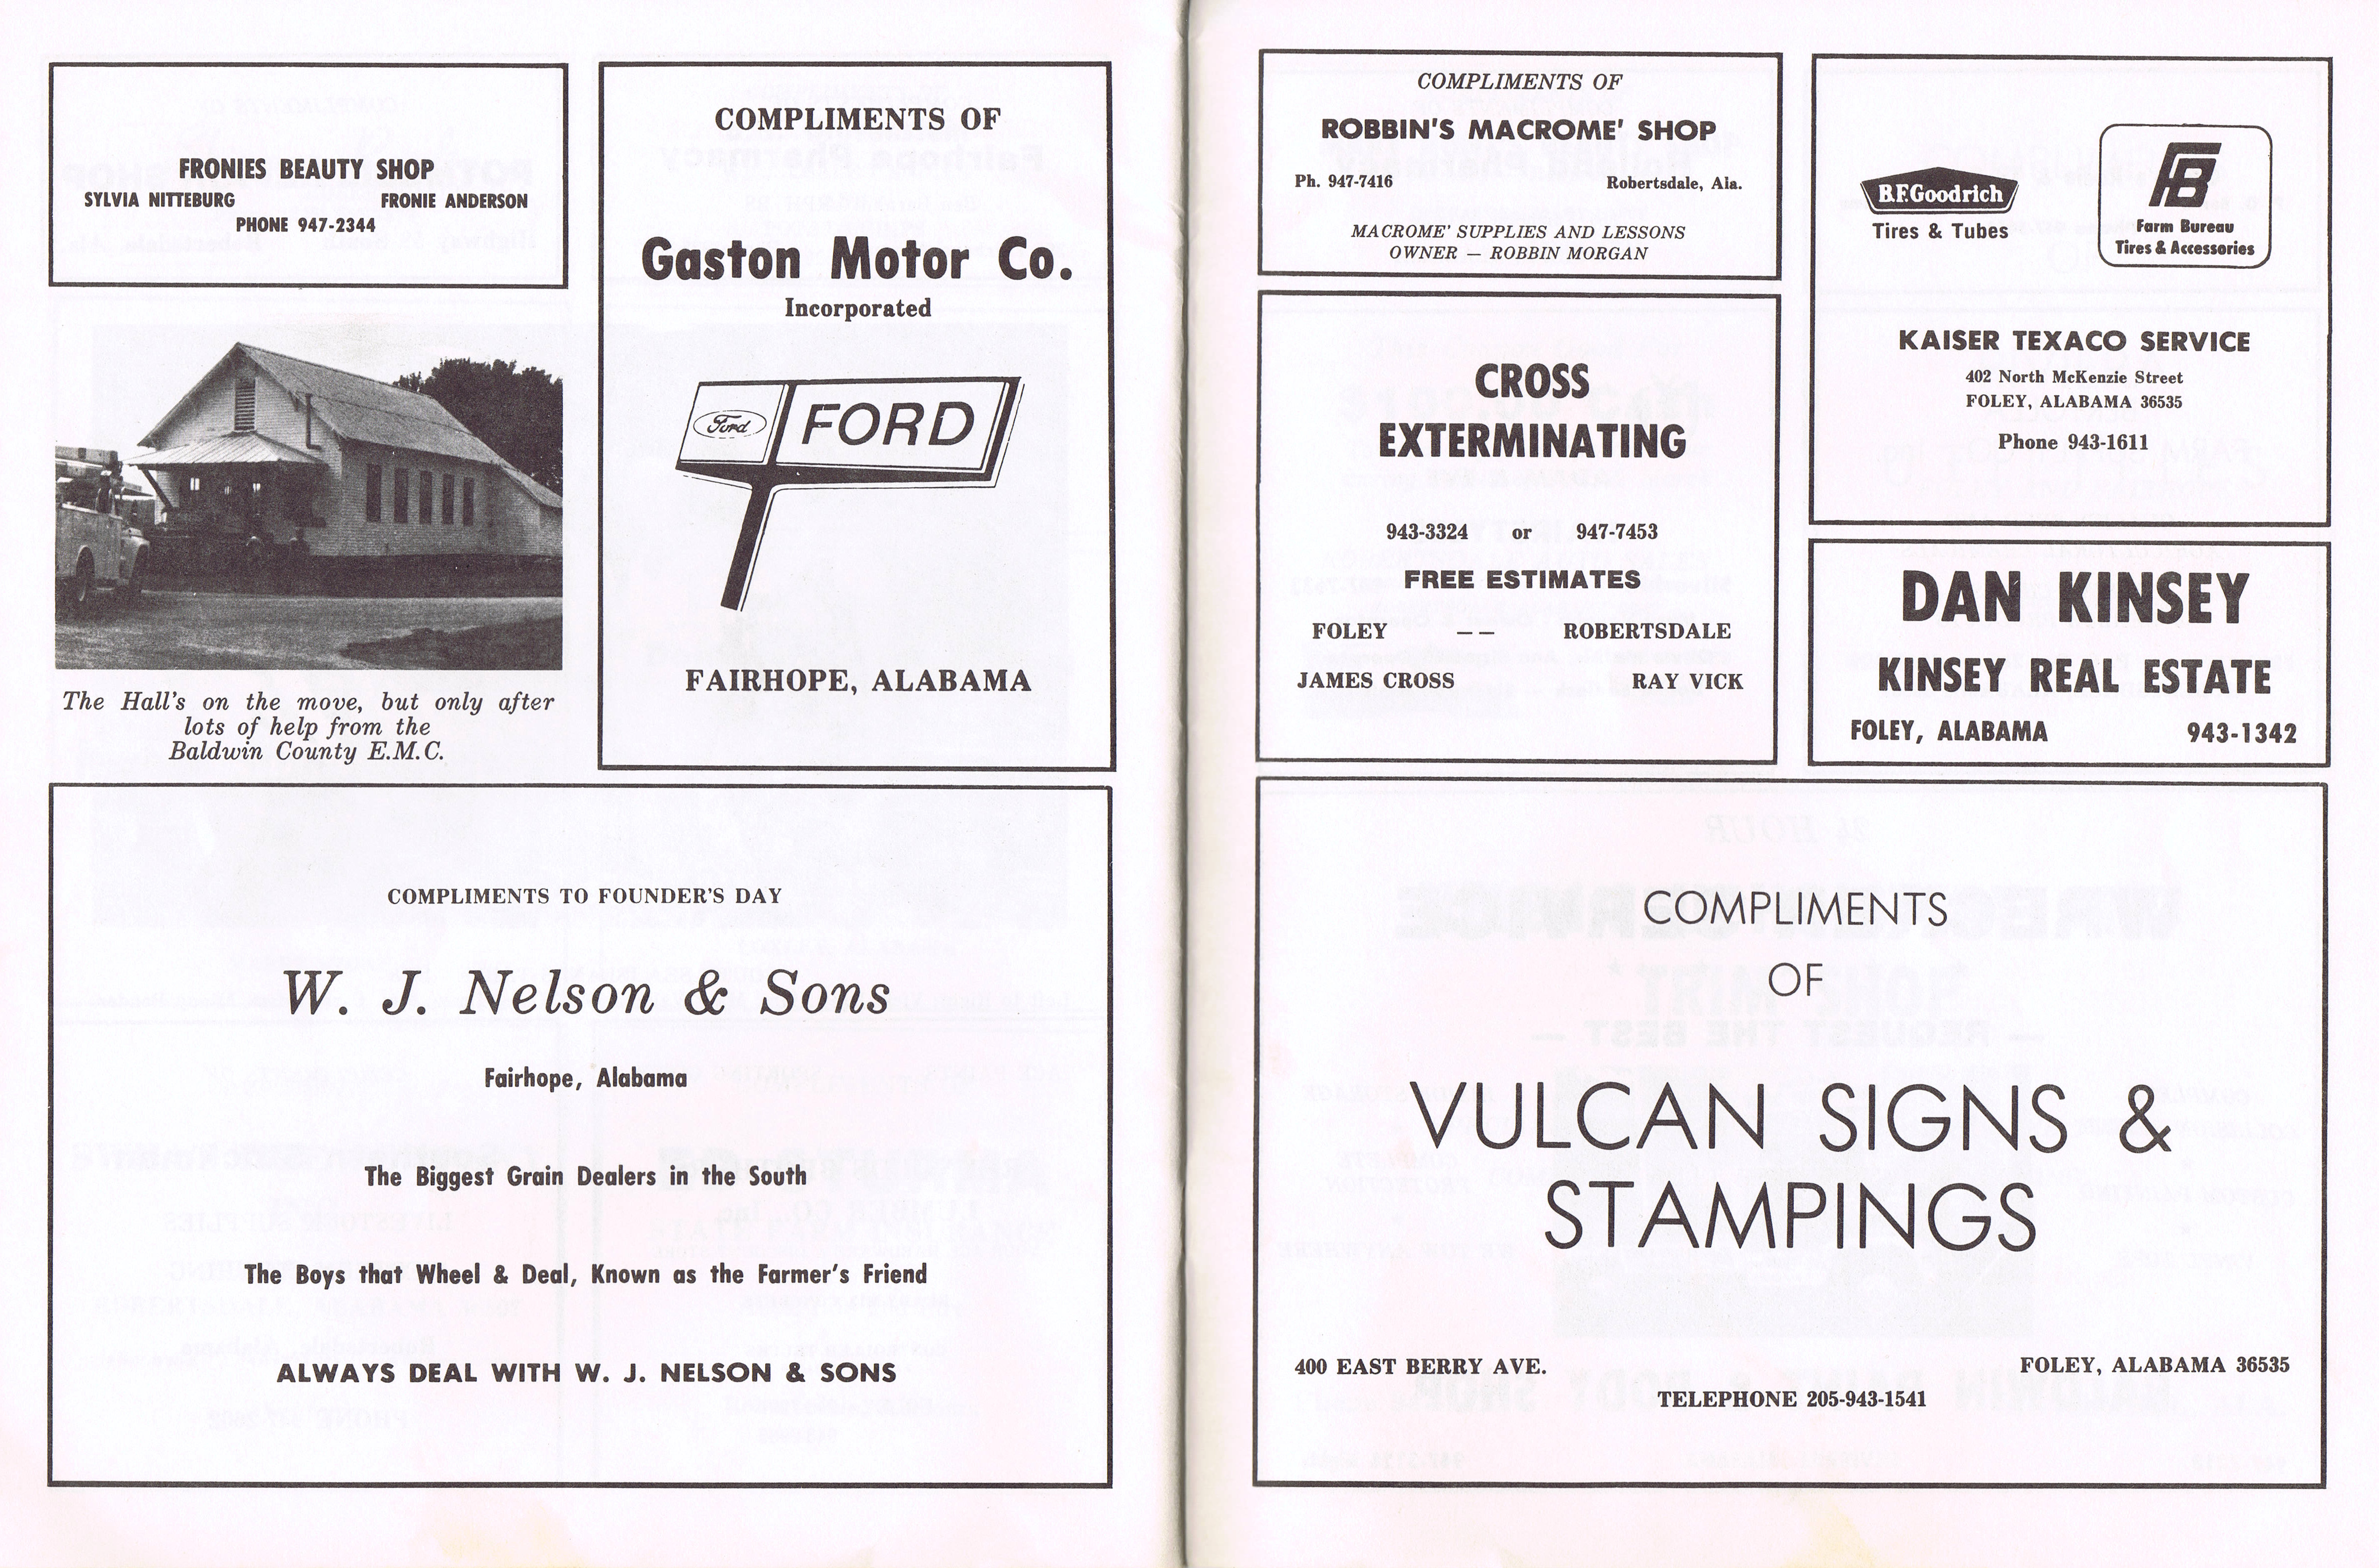 FRONIES BEAUTY SHOP
SYLVIA NITTEBURG FRONIE ANDERSON
PHONE 947-2344
The Hall's on the move, but only after
lots of help from the
Baldwin County E.M.C.
COMPLIMENTS OF
Gaston Motor Co.
Incorporated
Ford FORD
FAIRHOPE, ALABAMA
COMPLIMENTS TO FOUNDER'S DAY
W. J. Nelson & Sons
Fairhope, Alabama
The Biggest Grain Dealers in the South
The Boys that Wheel & Deal, Known as the Farmer's Friend
ALWAYS DEAL WITH W. J. NELSON & SONS
COMPLIMENTS OF
ROBBIN'S MACROME' SHOP
Ph. 947-7416 Robertsdale, Ala.
MACROME' SUPPLIES AND LESSONS
OWNER — ROBBIN MORGAN
CROSS
EXTERMINATING
943-3324 or 947-7453
FREE ESTIMATES
FOLEY –– ROBERTSDALE
JAMES CROSS RAY VICK
B.F.Goodrich
Tires & Tubes
FB
Farm Bureau
Tires & Accessories
KAISER TEXACO SERVICE
402 North McKenzie Street
FOLEY, ALABAMA 36535
Phone 943-1611
DAN KINSEY
KINSEY REAL ESTATE
FOLEY, ALABAMA 943-1342
COMPLIMENTS
OF
VULCAN SIGNS &
STAMPINGS
400 EAST BERRY AVE. FOLEY, ALABAMA 36535
TELEPHONE 205-943-1541